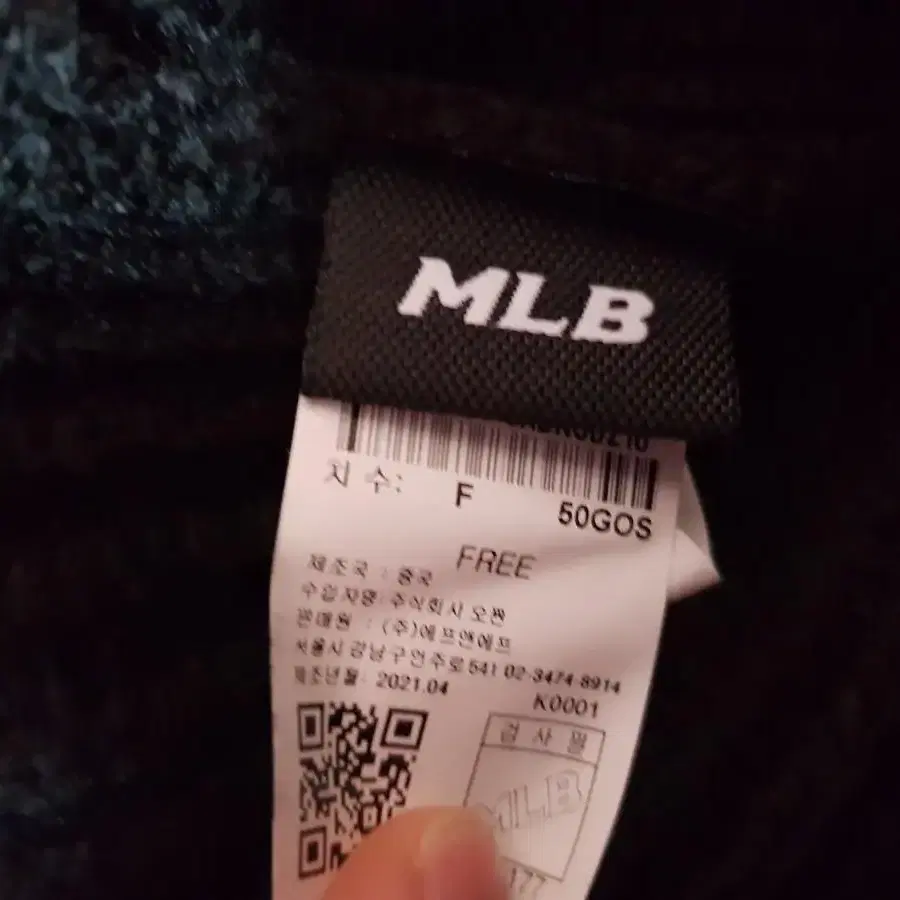 MLB
치 수: F 50GOS
FREE
제조국 : 중국
수입자명: 주식회사 오짠
판매원 : (주)에프앤에프
서울시 강남구언주로541 02-3474-8914
제조년월: 2021.04
K0001
검 사 필
MLB
177